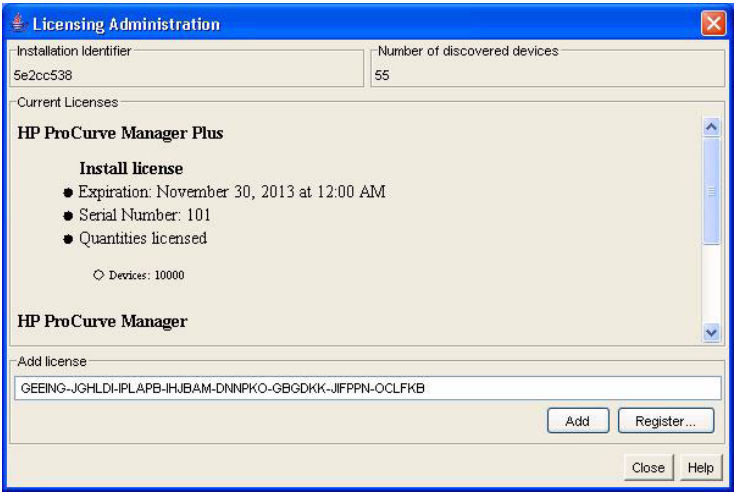 Licensing Administration
Installation Identifier
5e2cc538
Number of discovered devices
55
Current Licenses
HP ProCurve Manager Plus
Install license
Expiration: November 30, 2013 at 12:00 AM
Serial Number: 101
Quantities licensed
Devices: 10000
HP ProCurve Manager
Add license
GEEING-JGHLDI-IPLAPB-IHJBAM-DNNPKO-GBGDKK-JIFPPN-OCLFKB
Add
Register...
Close
Help